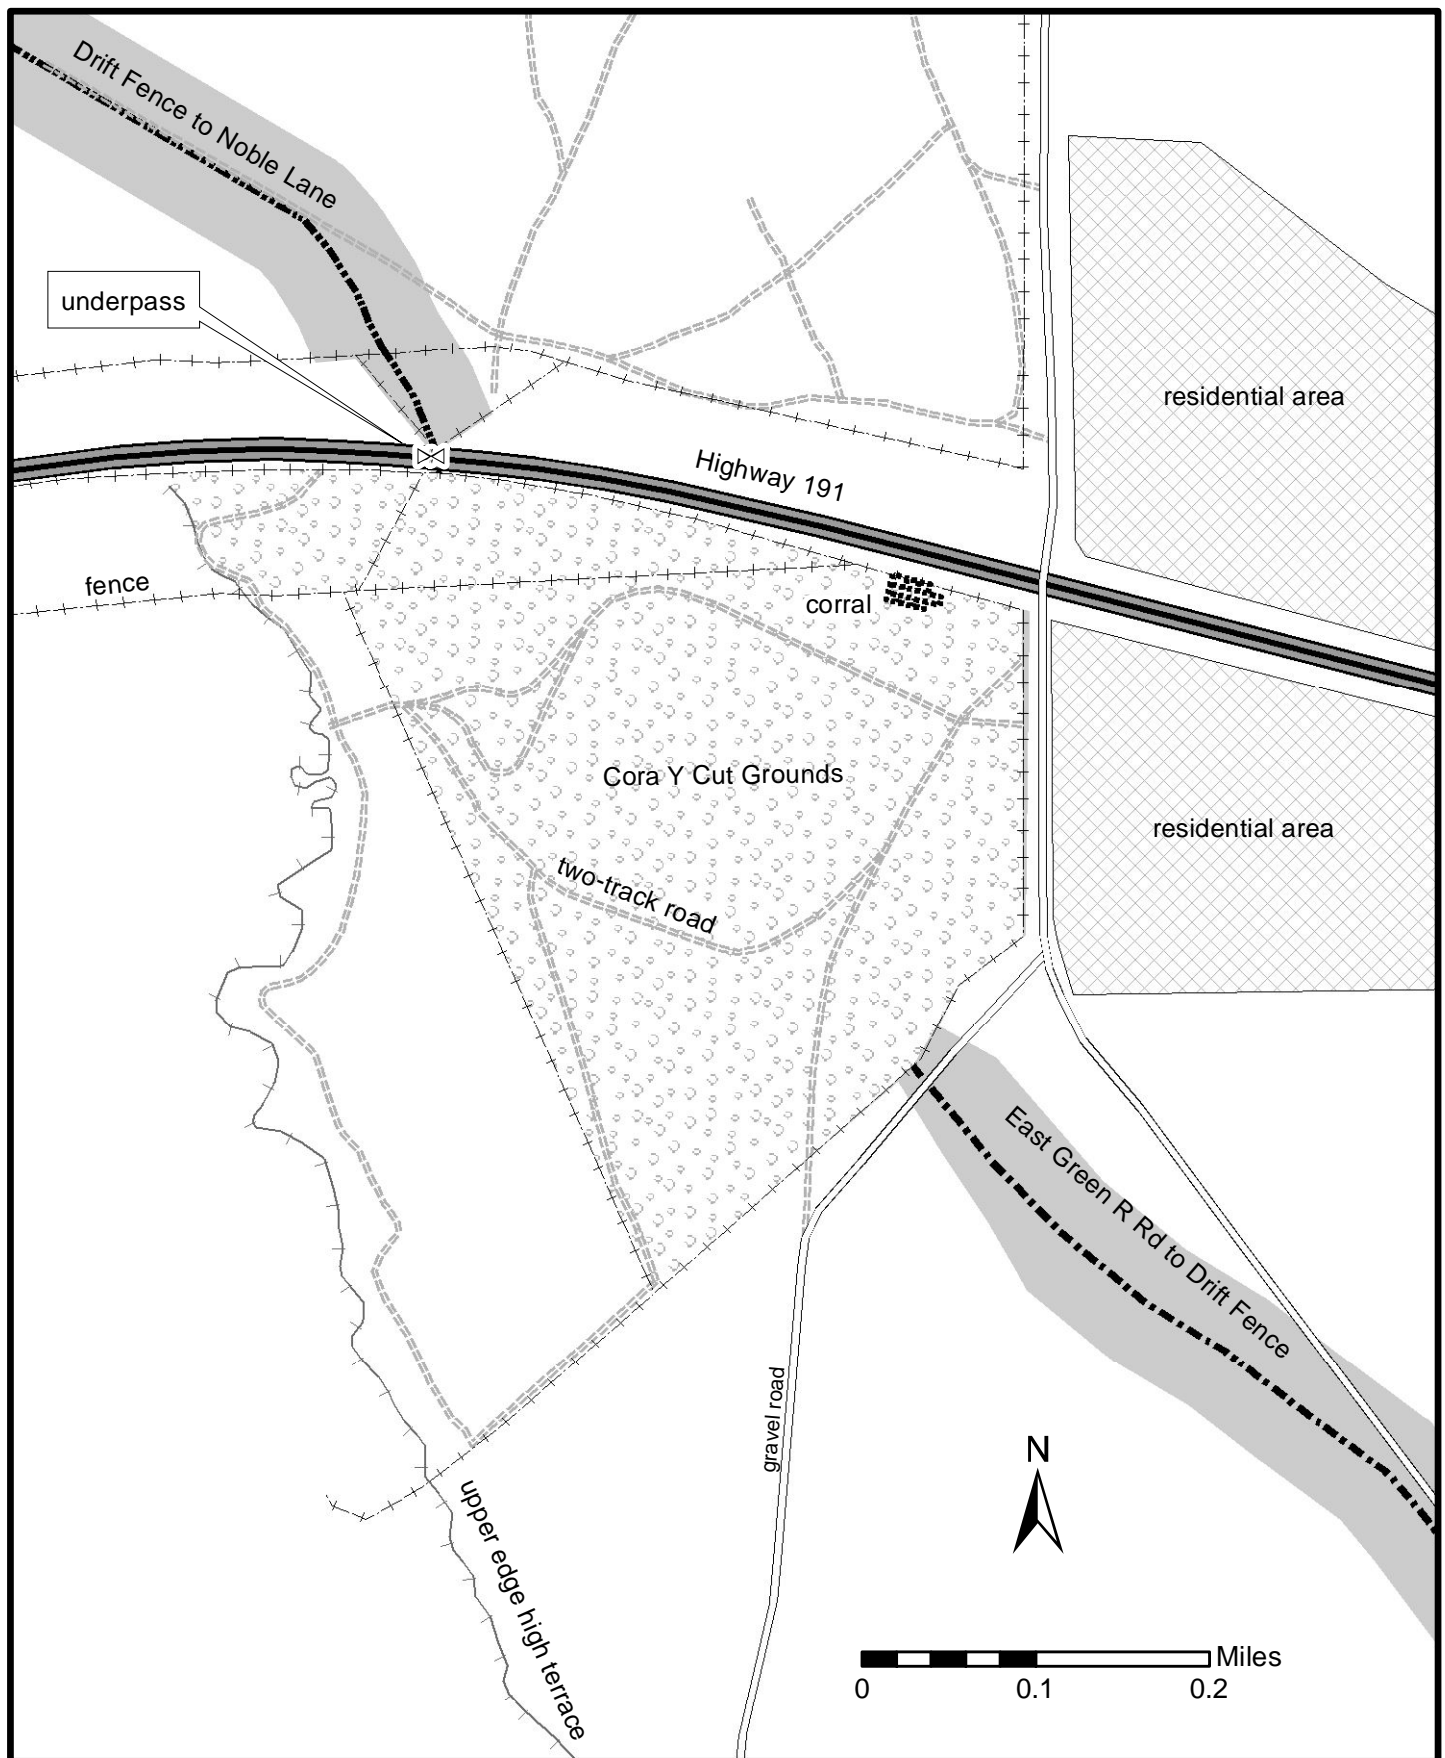 Drift Fence to Noble Lane
underpass
residential area
Highway 191
fence
corral
Cora Y Cut Grounds
residential area
two-track road
East Green R Rd to Drift Fence
gravel road
N
upper edge high terrace
Miles
0 0.1 0.2